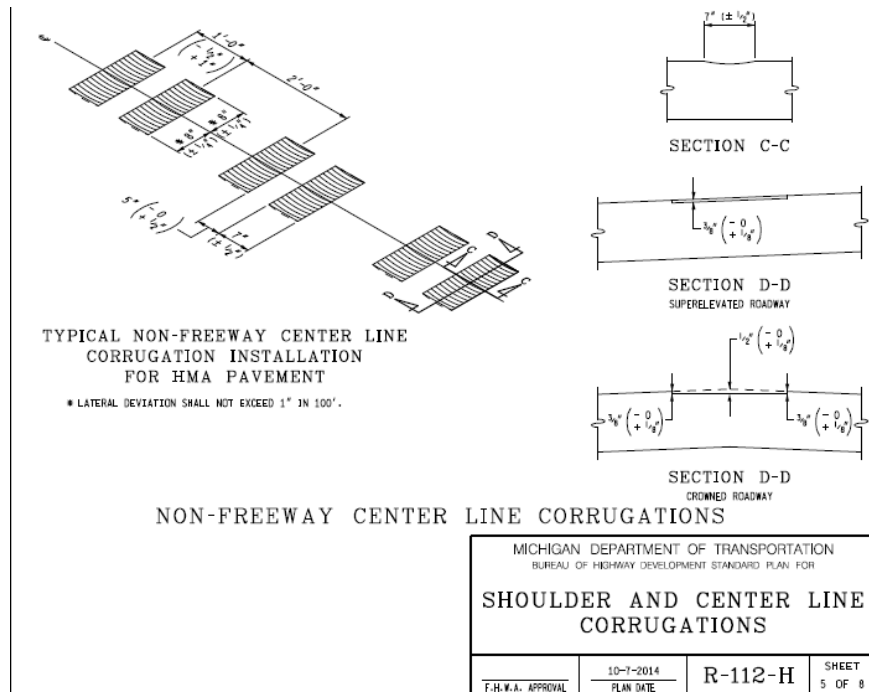 ℄
1'-0"
(- 1/2" + 1")
2'-0"
* 8"
(± 1/4")
* 8"
(± 1/4")
5" (- 0 + 1/2")
7"
(± 1/2")
C
C
D
D
TYPICAL NON-FREEWAY CENTER LINE
CORRUGATION INSTALLATION
FOR HMA PAVEMENT
* LATERAL DEVIATION SHALL NOT EXCEED 1" IN 100'.
7" (± 1/2")
SECTION C-C
3/8" (- 0 + 1/8")
SECTION D-D
SUPERELEVATED ROADWAY
1/2" (- 0 + 1/8")
3/8" (- 0 + 1/8")
3/8" (- 0 + 1/8")
SECTION D-D
CROWNED ROADWAY
NON-FREEWAY CENTER LINE CORRUGATIONS
MICHIGAN DEPARTMENT OF TRANSPORTATION
BUREAU OF HIGHWAY DEVELOPMENT STANDARD PLAN FOR
SHOULDER AND CENTER LINE
CORRUGATIONS
F.H.W.A. APPROVAL
10-7-2014
PLAN DATE
R-112-H
SHEET
5 OF 8